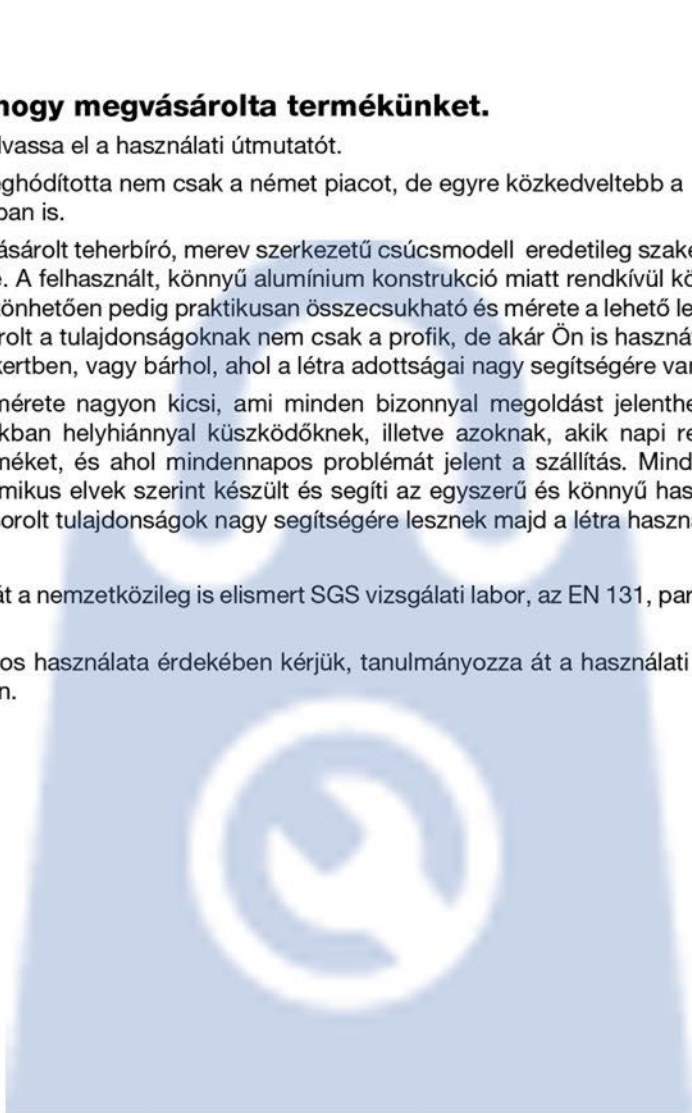 hogy megvásárolta termékünket.
lvassa el a használati útmutatót.
eghódította nem csak a német piacot, de egyre közkedveltebb a
ban is.
ásárolt teherbíró, merev szerkezetű csúcsmodell eredetileg szake
e. A felhasznált, könnyű alumínium konstrukció miatt rendkívül kö
önhetően pedig praktikusan összecsukható és mérete a lehető le
rolt a tulajdonságoknak nem csak a profik, de akár Ön is haszná
kertben, vagy bárhol, ahol a létra adottságai nagy segítségére van
mérete nagyon kicsi, ami minden bizonnyal megoldást jelenthe
kban helyhiánnyal küszködőknek, illetve azoknak, akik napi re
méket, és ahol mindennapos problémát jelent a szállítás. Mind
mikus elvek szerint készült és segíti az egyszerű és könnyű has
sorolt tulajdonságok nagy segítségére lesznek majd a létra haszn
át a nemzetközileg is elismert SGS vizsgálati labor, az EN 131, par
os használata érdekében kérjük, tanulmányozza át a használati
n.